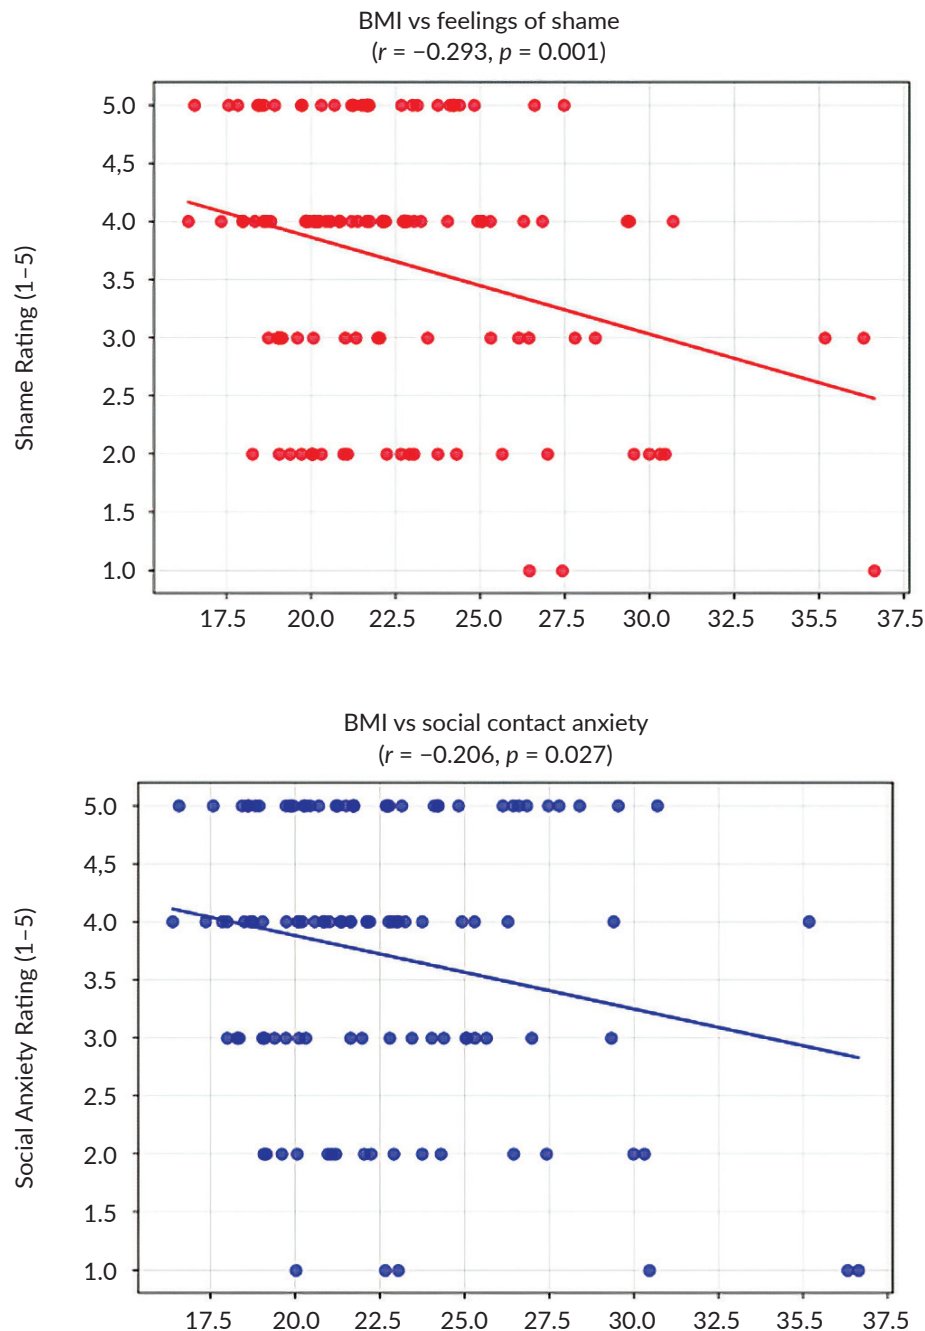 BMI vs feelings of shame
(r = −0.293, p = 0.001)
Shame Rating (1–5)
5.0
4,5
4.0
3.5
3.0
2.5
2.0
1.5
1.0
17.5 20.0 22.5 25.0 27.5 30.0 32.5 35.5 37.5
BMI vs social contact anxiety
(r = −0.206, p = 0.027)
Social Anxiety Rating (1–5)
5.0
4,5
4.0
3.5
3.0
2.5
2.0
1.5
1.0
17.5 20.0 22.5 25.0 27.5 30.0 32.5 35.5 37.5